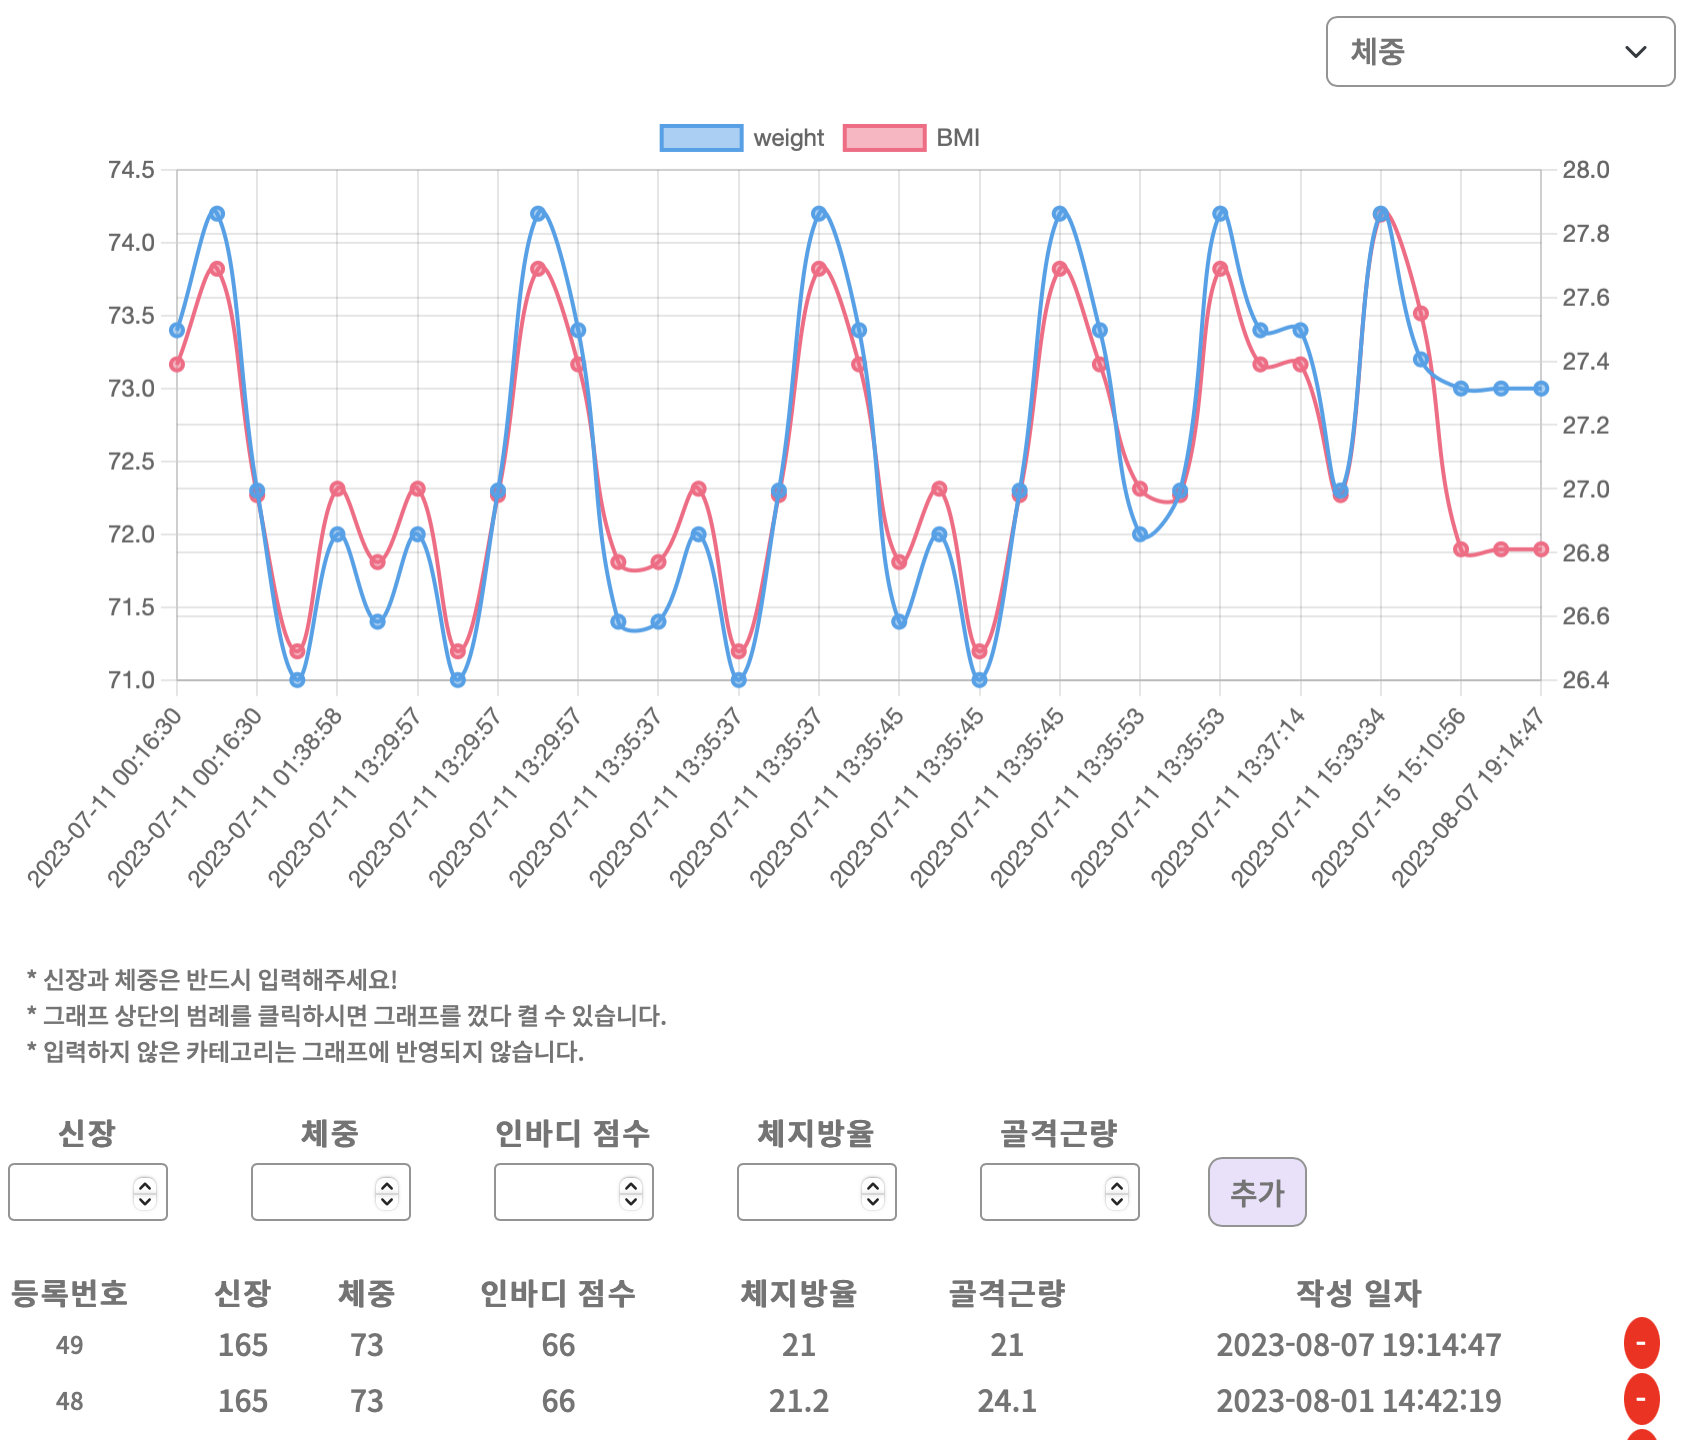 체중
weight BMI
74.5 28.0
74.0 27.8
73.5 27.6
73.0 27.4
72.5 27.2
72.0 27.0
71.5 26.8
71.0 26.6
26.4
2023-07-11 00:16:30
2023-07-11 00:16:30
2023-07-11 01:38:58
2023-07-11 13:29:57
2023-07-11 13:29:57
2023-07-11 13:29:57
2023-07-11 13:35:37
2023-07-11 13:35:37
2023-07-11 13:35:37
2023-07-11 13:35:45
2023-07-11 13:35:45
2023-07-11 13:35:45
2023-07-11 13:35:53
2023-07-11 13:35:53
2023-07-11 13:37:14
2023-07-11 15:33:34
2023-07-15 15:10:56
2023-08-07 19:14:47
* 신장과 체중은 반드시 입력해주세요!
* 그래프 상단의 범례를 클릭하시면 그래프를 껐다 켤 수 있습니다.
* 입력하지 않은 카테고리는 그래프에 반영되지 않습니다.
신장 체중 인바디 점수 체지방율 골격근량
추가
등록번호 신장 체중 인바디 점수 체지방율 골격근량 작성 일자
49 165 73 66 21 21 2023-08-07 19:14:47 -
48 165 73 66 21.2 24.1 2023-08-01 14:42:19 -